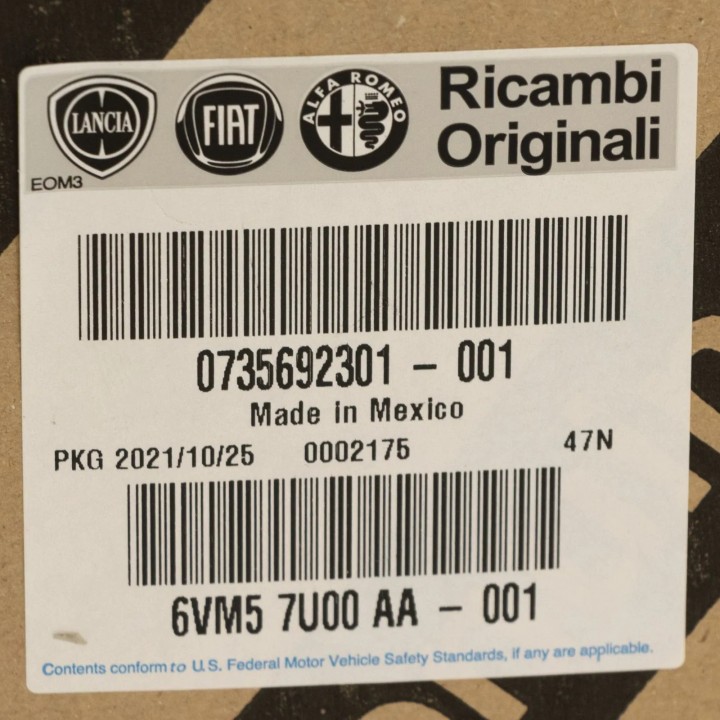 LANCIA
FIAT
ALFA ROMEO
Ricambi
Originali
EOM3
0735692301 - 001
Made in Mexico
PKG 2021/10/25 0002175 47N
6VM5 7U00 AA - 001
Contents conform to U.S. Federal Motor Vehicle Safety Standards, if any are applicable.